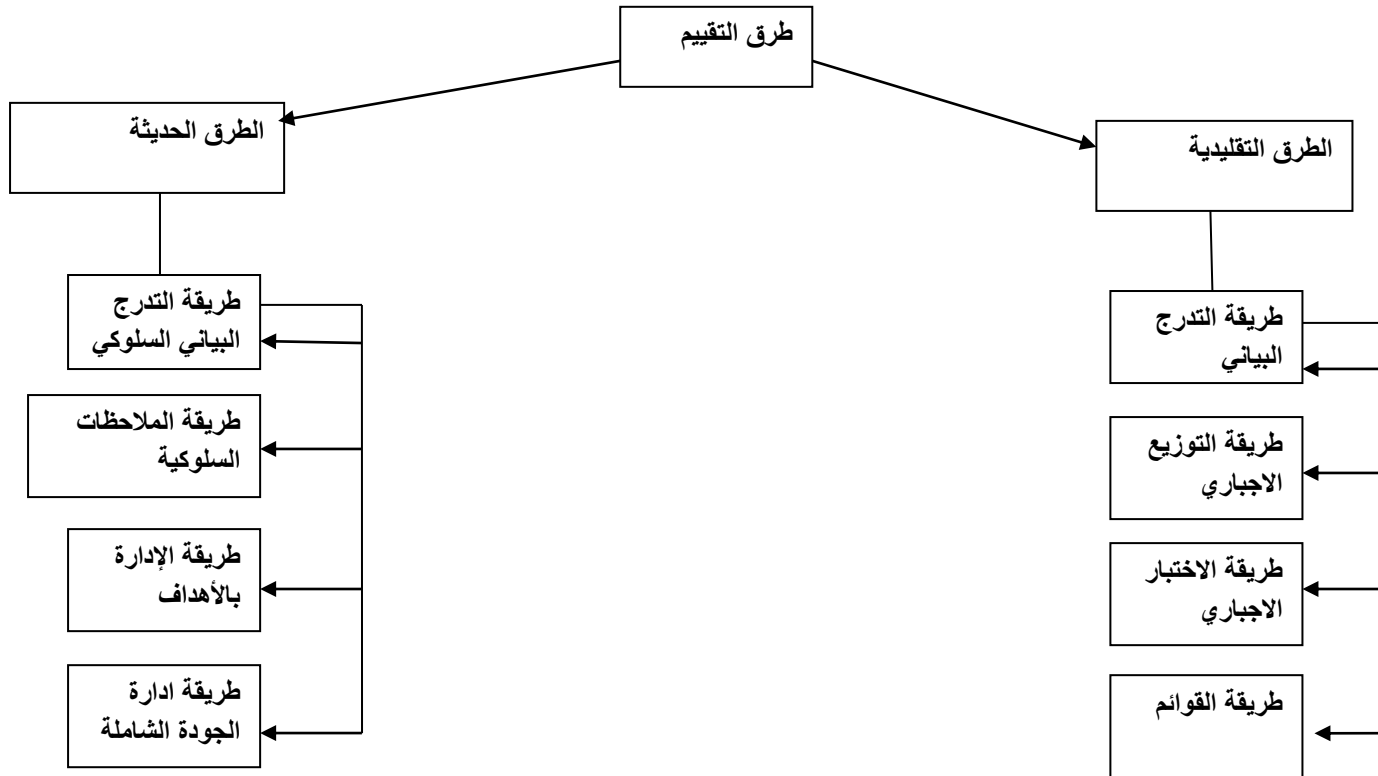 طرق التقييم
الطرق التقليدية
طريقة التدرج
البياني
طريقة التوزيع
الاجباري
طريقة الاختبار
الاجباري
طريقة القوائم
الطرق الحديثة
طريقة التدرج
البياني السلوكي
طريقة الملاحظات
السلوكية
طريقة الإدارة
بالأهداف
طريقة ادارة
الجودة الشاملة